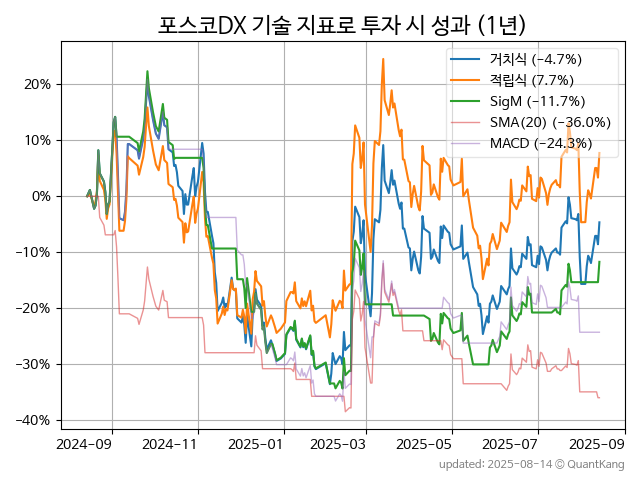 포스코DX 기술 지표로 투자 시 성과 (1년)
거치식 (−4.7%)
적립식 (7.7%)
SigM (−11.7%)
SMA(20) (−36.0%)
MACD (−24.3%)
20%
10%
0%
−10%
−20%
−30%
−40%
2024-09 2024-11 2025-01 2025-03 2025-05 2025-07 2025-09
updated: 2025-08-14 © QuantKang